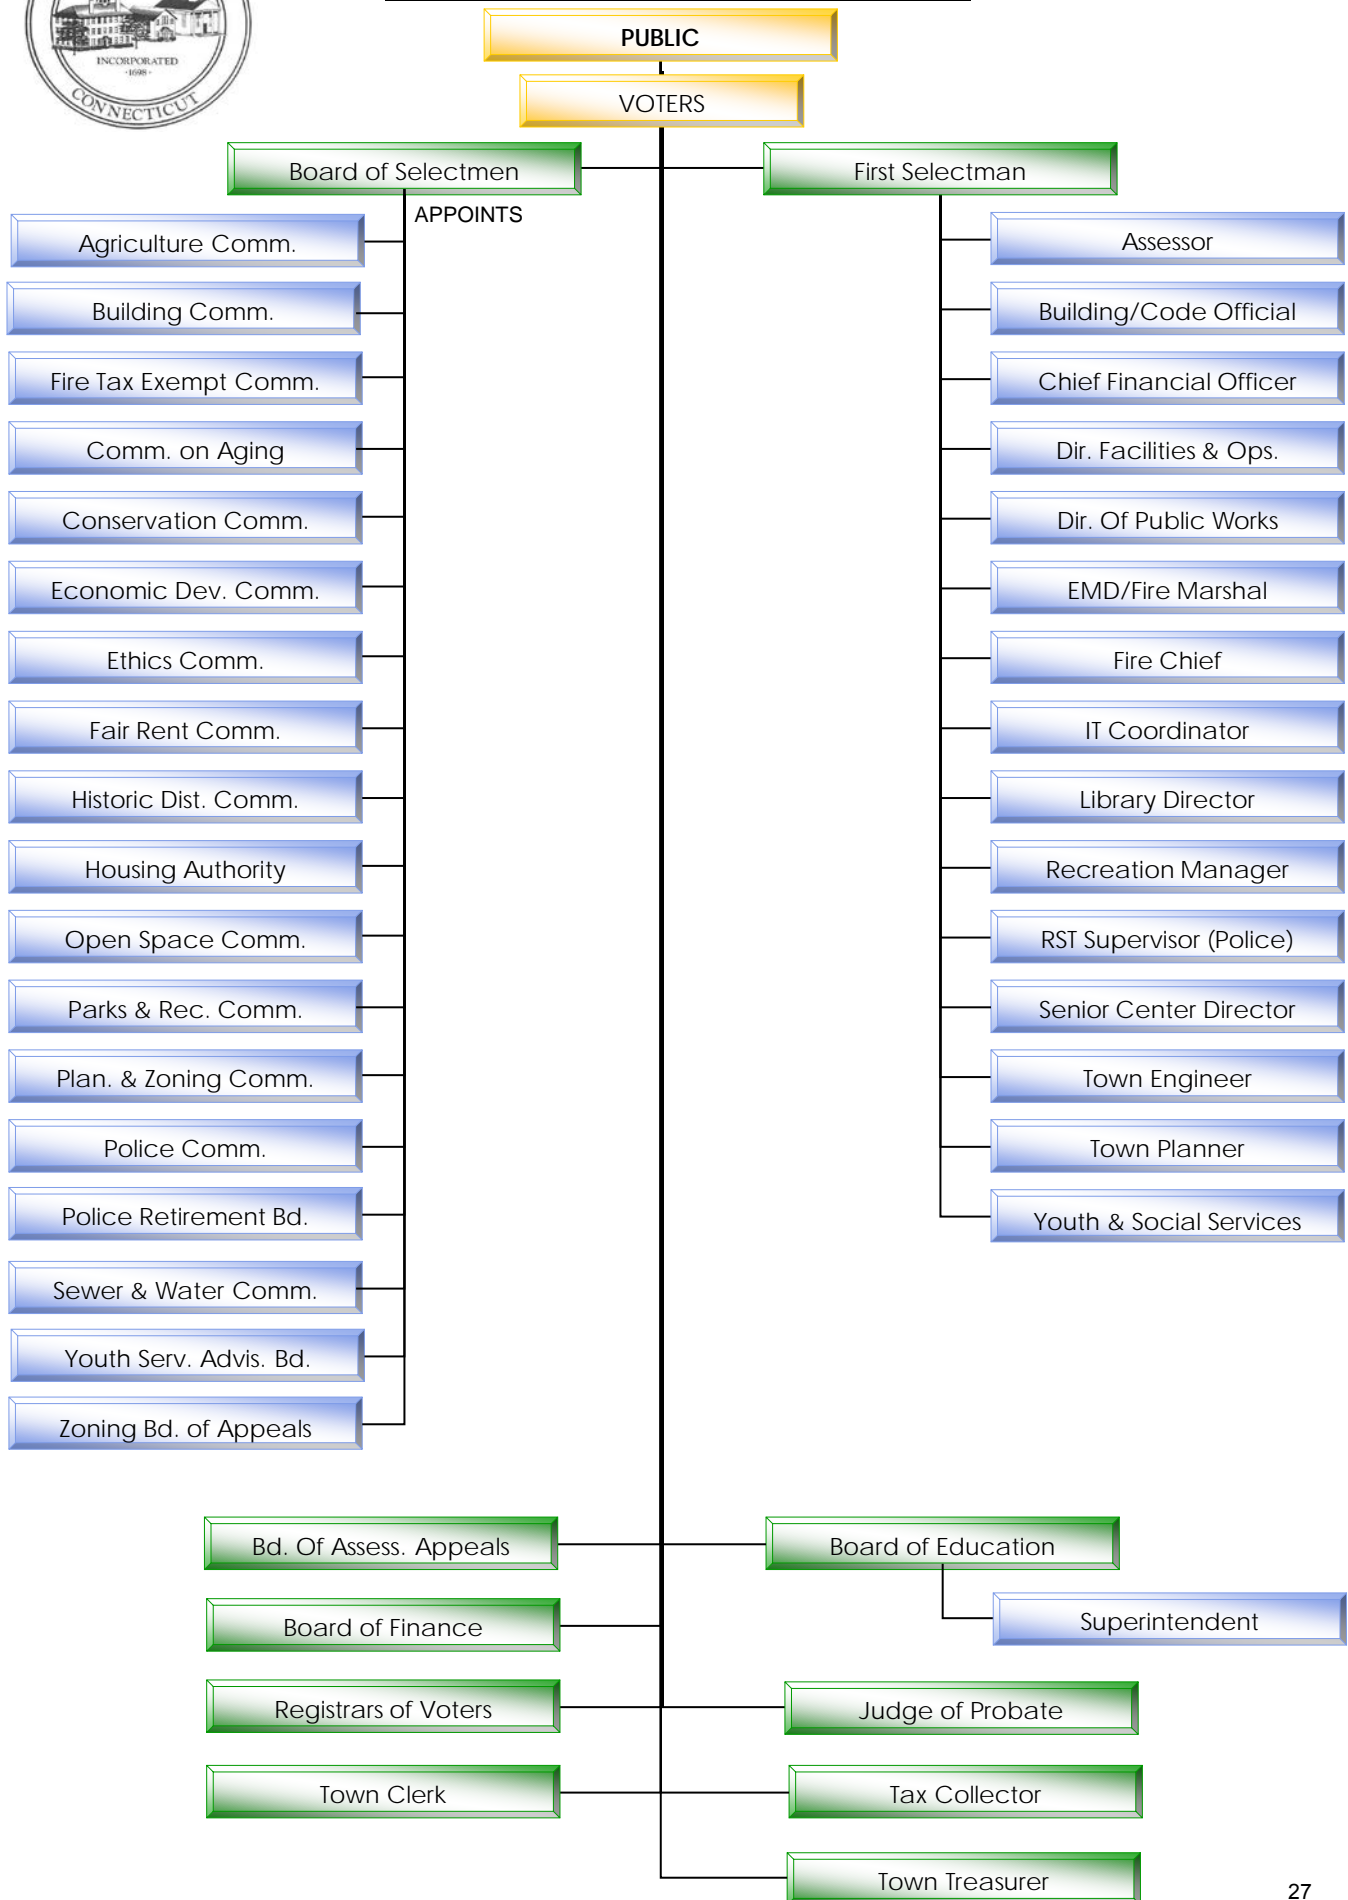 INCORPORATED
·1698·
CONNECTICUT
PUBLIC
VOTERS
Board of Selectmen
First Selectman
APPOINTS
Agriculture Comm.
Building Comm.
Fire Tax Exempt Comm.
Comm. on Aging
Conservation Comm.
Economic Dev. Comm.
Ethics Comm.
Fair Rent Comm.
Historic Dist. Comm.
Housing Authority
Open Space Comm.
Parks & Rec. Comm.
Plan. & Zoning Comm.
Police Comm.
Police Retirement Bd.
Sewer & Water Comm.
Youth Serv. Advis. Bd.
Zoning Bd. of Appeals
Assessor
Building/Code Official
Chief Financial Officer
Dir. Facilities & Ops.
Dir. Of Public Works
EMD/Fire Marshal
Fire Chief
IT Coordinator
Library Director
Recreation Manager
RST Supervisor (Police)
Senior Center Director
Town Engineer
Town Planner
Youth & Social Services
Bd. Of Assess. Appeals
Board of Education
Superintendent
Board of Finance
Registrars of Voters
Judge of Probate
Town Clerk
Tax Collector
Town Treasurer
27